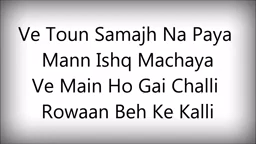 Ve Toun Samajh Na Paya
Mann Ishq Machaya
Ve Main Ho Gai Challi
Rowaan Beh Ke Kalli